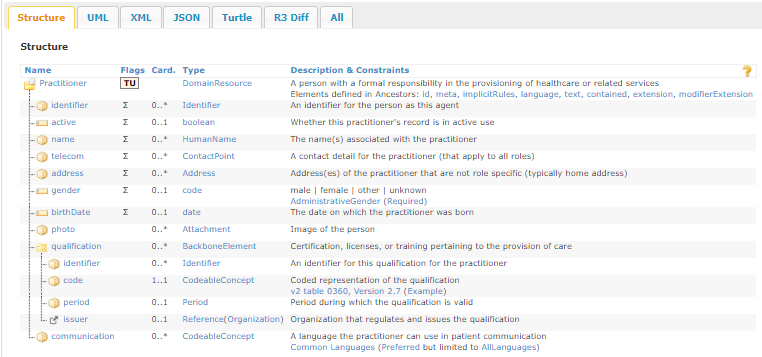 Structure UML XML JSON Turtle R3 Diff All
Structure
Name Flags Card. Type Description & Constraints
Practitioner TU DomainResource A person with a formal responsibility in the provisioning of healthcare or related services
Elements defined in Ancestors: id, meta, implicitRules, language, text, contained, extension, modifierExtension
identifier Σ 0..* Identifier An identifier for the person as this agent
active Σ 0..1 boolean Whether this practitioner's record is in active use
name Σ 0..* HumanName The name(s) associated with the practitioner
telecom Σ 0..* ContactPoint A contact detail for the practitioner (that apply to all roles)
address Σ 0..* Address Address(es) of the practitioner that are not role specific (typically home address)
gender Σ 0..1 code male | female | other | unknown
AdministrativeGender (Required)
birthDate Σ 0..1 date The date on which the practitioner was born
photo 0..* Attachment Image of the person
qualification 0..* BackboneElement Certification, licenses, or training pertaining to the provision of care
identifier 0..* Identifier An identifier for this qualification for the practitioner
code 1..1 CodeableConcept Coded representation of the qualification
v2 table 0360, Version 2.7 (Example)
period 0..1 Period Period during which the qualification is valid
issuer 0..1 Reference(Organization) Organization that regulates and issues the qualification
communication 0..* CodeableConcept A language the practitioner can use in patient communication
Common Languages (Preferred but limited to AllLanguages)